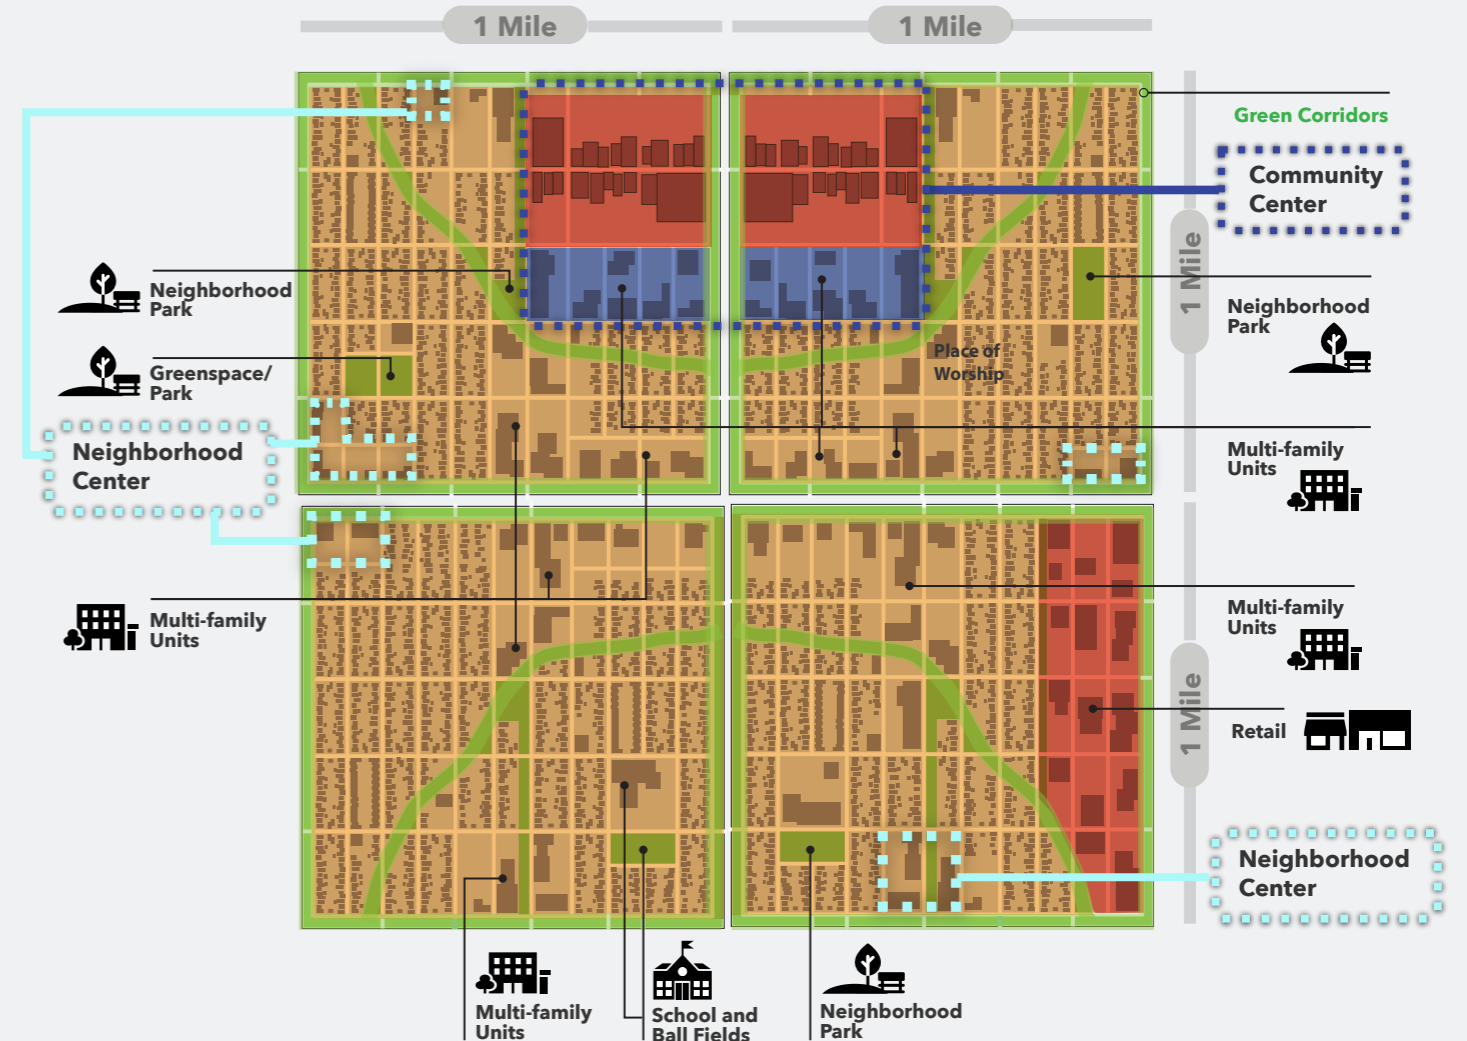 1 Mile
1 Mile
Green Corridors
Community
Center
1 Mile
Neighborhood
Park
Neighborhood
Park
Greenspace/
Park
Place of
Worship
Neighborhood
Center
Multi-family
Units
Multi-family
Units
Multi-family
Units
1 Mile
Retail
Neighborhood
Center
Multi-family
Units
School and
Ball Fields
Neighborhood
Park